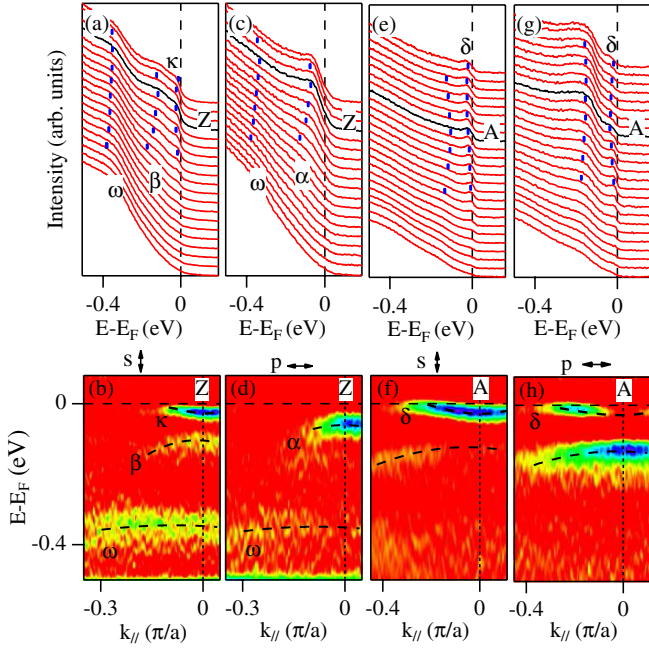 (a) (c) (e) (g)
κ δ δ
Z Z A A
ω β ω α
Intensity (arb. units)
-0.4 0 -0.4 0 -0.4 0 -0.4 0
E-E_F (eV) E-E_F (eV) E-E_F (eV) E-E_F (eV)
s p s p
(b) Z (d) Z (f) A (h) A
0
κ δ δ
β α
E-E_F (eV)
-0.4
ω ω
-0.3 0 -0.3 0 -0.4 0 -0.4 0
k_// (π/a) k_// (π/a) k_// (π/a) k_// (π/a)